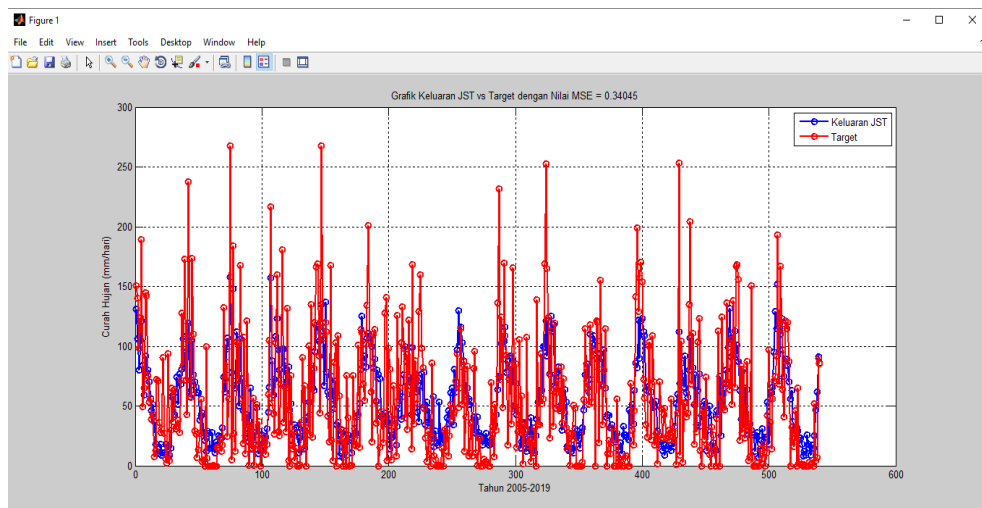 Figure 1
File Edit View Insert Tools Desktop Window Help
Grafik Keluaran JST vs Target dengan Nilai MSE = 0.34045
300
250
200
150
100
50
0
Curah Hujan (mm/hari)
Keluaran JST
Target
0 100 200 300 400 500 600
Tahun 2005-2019